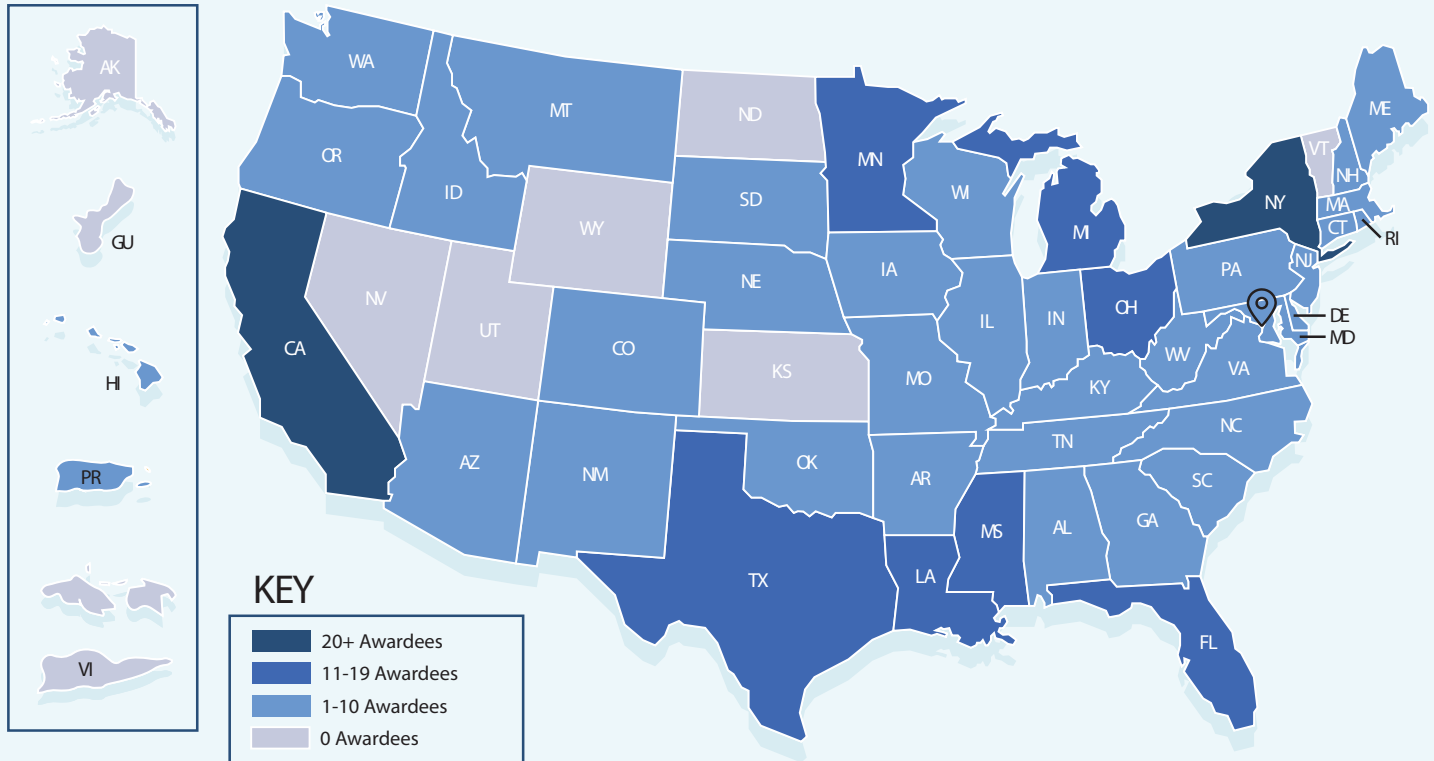 AK
GU
HI
PR
VI
WA
OR
CA
ID
NV
MT
WY
UT
AZ
CO
NM
ND
SD
NE
KS
OK
TX
MN
IA
MO
AR
LA
WI
IL
MI
IN
OH
KY
TN
MS
AL
GA
FL
SC
NC
VA
WV
PA
NY
VT
NH
ME
MA
CT
RI
NJ
DE
MD
KEY
20+ Awardees
11-19 Awardees
1-10 Awardees
0 Awardees